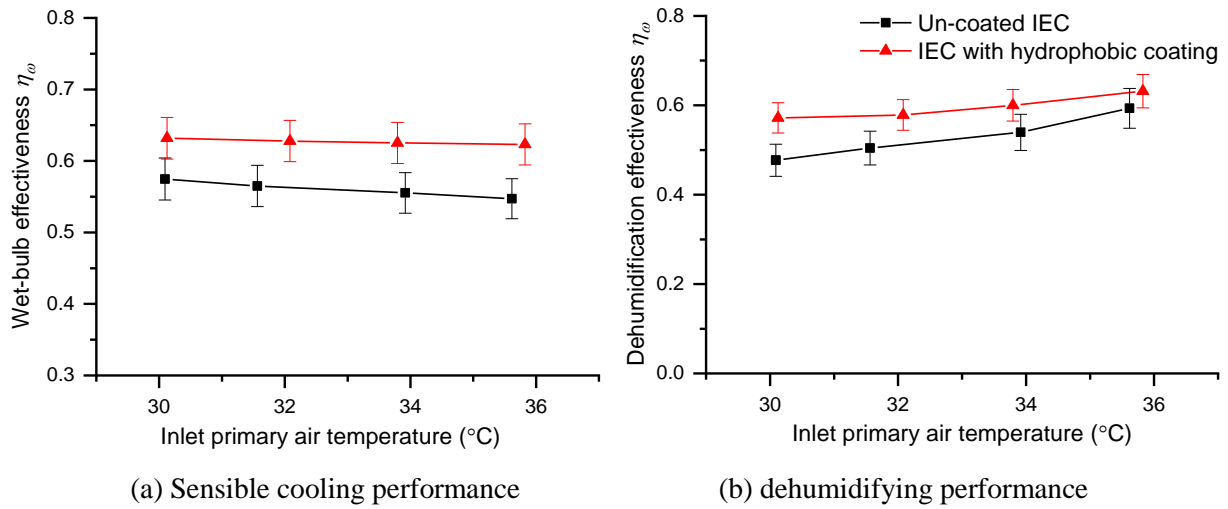 0.8
0.7
0.6
0.5
0.4
0.3
30 32 34 36
Wet-bulb effectiveness η_ω
Inlet primary air temperature (°C)
(a) Sensible cooling performance
Un-coated IEC
IEC with hydrophobic coating
0.8
0.6
0.4
0.2
0.0
30 32 34 36
Dehumidification effectiveness η_ω
Inlet primary air temperature (°C)
(b) dehumidifying performance